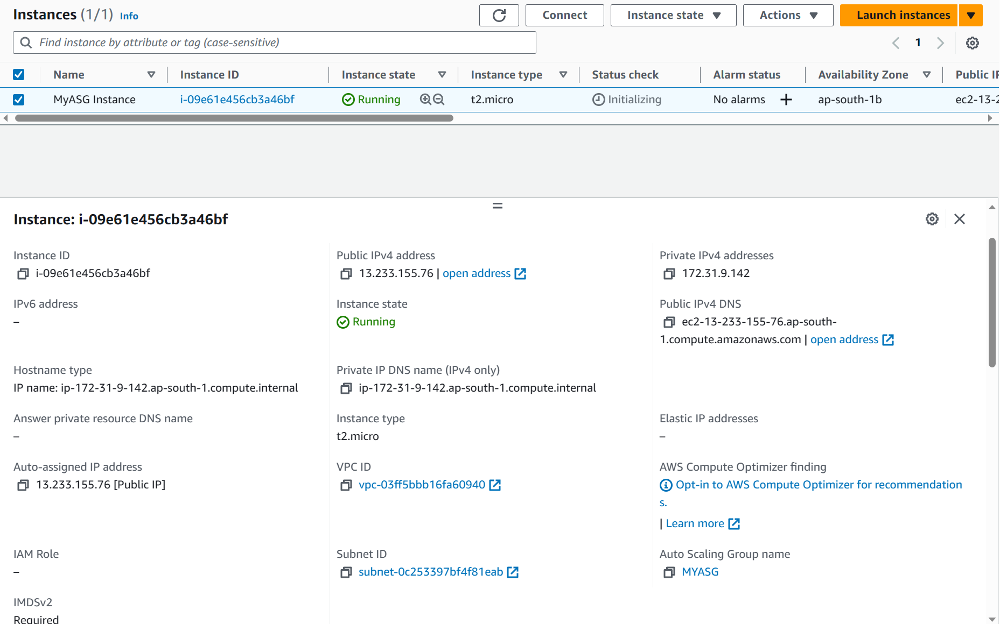 Instances (1/1) Info
Connect
Instance state
Actions
Launch instances
Find instance by attribute or tag (case-sensitive)
1
Name
Instance ID
Instance state
Instance type
Status check
Alarm status
Availability Zone
Public IP
MyASG Instance
i-09e61e456cb3a46bf
Running
t2.micro
Initializing
No alarms
ap-south-1b
ec2-13-2
Instance: i-09e61e456cb3a46bf
Instance ID
i-09e61e456cb3a46bf
Public IPv4 address
13.233.155.76 | open address
Private IPv4 addresses
172.31.9.142
IPv6 address
–
Instance state
Running
Public IPv4 DNS
ec2-13-233-155-76.ap-south-
1.compute.amazonaws.com | open address
Hostname type
IP name: ip-172-31-9-142.ap-south-1.compute.internal
Private IP DNS name (IPv4 only)
ip-172-31-9-142.ap-south-1.compute.internal
Answer private resource DNS name
–
Instance type
t2.micro
Elastic IP addresses
–
Auto-assigned IP address
13.233.155.76 [Public IP]
VPC ID
vpc-03ff5bbb16fa60940
AWS Compute Optimizer finding
Opt-in to AWS Compute Optimizer for recommendation
s.
| Learn more
IAM Role
–
Subnet ID
subnet-0c253397bf4f81eab
Auto Scaling Group name
MYASG
IMDSv2
Required